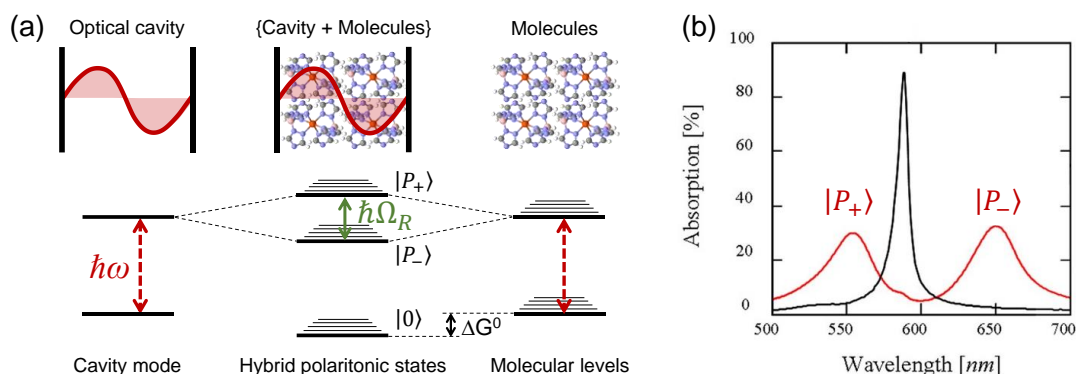 (a)
Optical cavity
{Cavity + Molecules}
Molecules
|P₊⟩
ℏΩ_R
|P₋⟩
ℏω
|0⟩
ΔG⁰
Cavity mode
Hybrid polaritonic states
Molecular levels
(b)
100
80
60
40
20
0
Absorption [%]
|P₊⟩
|P₋⟩
500
550
600
650
700
Wavelength [nm]